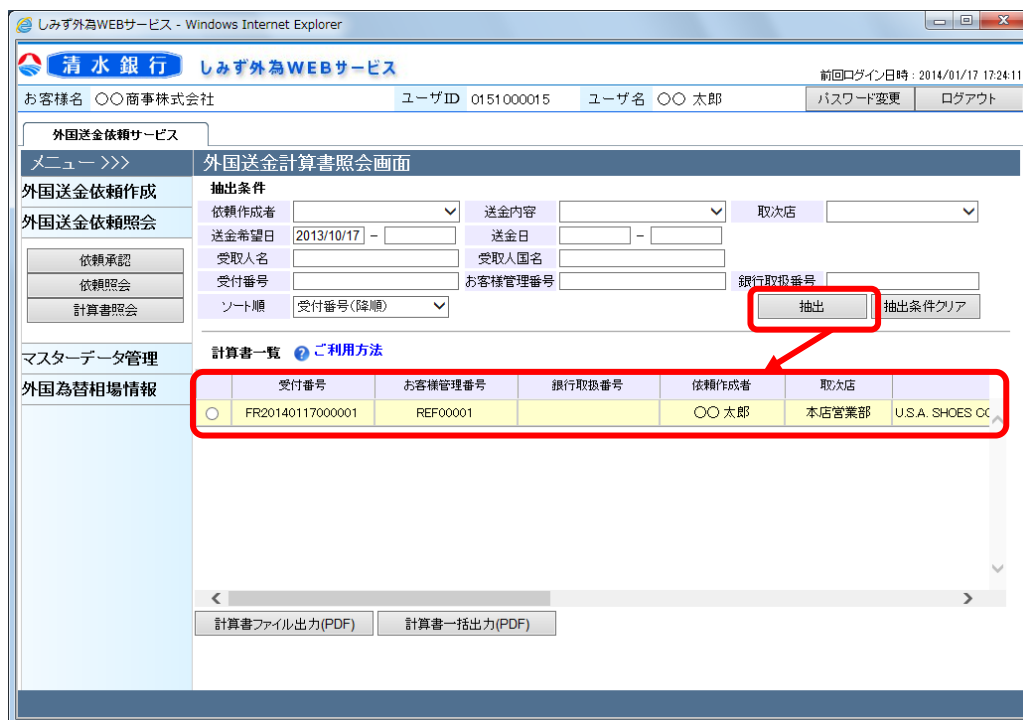 しみず外為WEBサービス - Windows Internet Explorer
清水銀行 しみず外為WEBサービス
前回ログイン日時 : 2014/01/17 17:24:11
お客様名 〇〇商事株式会社 ユーザID 0151000015 ユーザ名 〇〇 太郎 パスワード変更 ログアウト
外国送金依頼サービス
メニュー >>> 外国送金計算書照会画面
外国送金依頼作成
外国送金依頼照会
依頼承認
依頼照会
計算書照会
マスターデータ管理
外国為替相場情報
抽出条件
依頼作成者 送金内容 取次店
送金希望日 2013/10/17 - 送金日 -
受取人名 受取人国名
受付番号 お客様管理番号 銀行取扱番号
ソート順 受付番号(降順) 抽出 抽出条件クリア
計算書一覧 ? ご利用方法
受付番号 お客様管理番号 銀行取扱番号 依頼作成者 取次店
FR20140117000001 REF00001 〇〇 太郎 本店営業部 U.S.A. SHOES CO
計算書ファイル出力(PDF) 計算書一括出力(PDF)